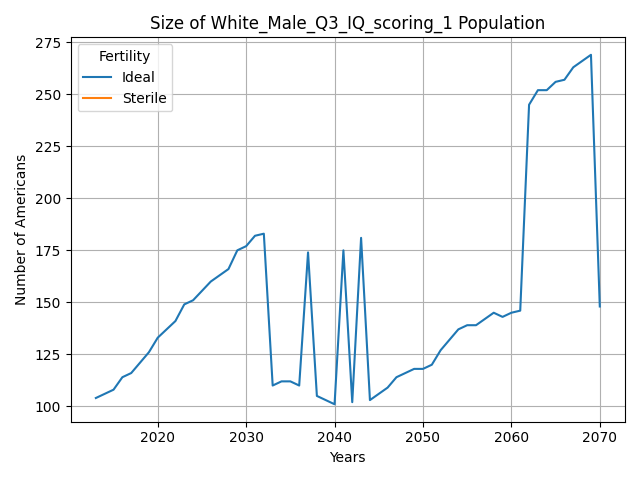 Size of White_Male_Q3_IQ_scoring_1 Population
Fertility
Ideal
Sterile
Number of Americans
275
250
225
200
175
150
125
100
2020 2030 2040 2050 2060 2070
Years